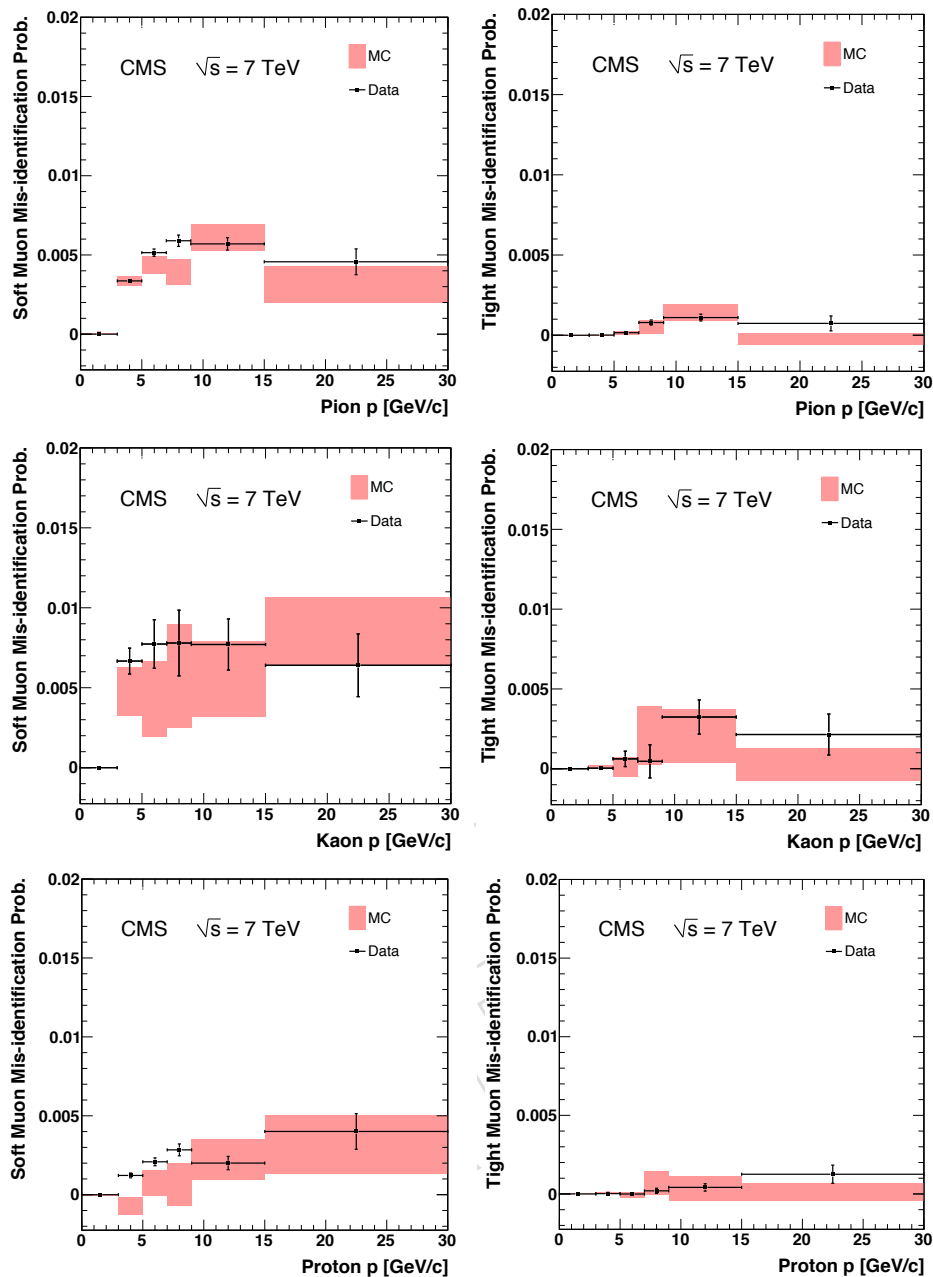 Soft Muon Mis-identification Prob.
0.02
0.015
0.01
0.005
0
CMS √s = 7 TeV
MC
Data
0 5 10 15 20 25 30
Pion p [GeV/c]
Tight Muon Mis-identification Prob.
0.02
0.015
0.01
0.005
0
CMS √s = 7 TeV
MC
Data
0 5 10 15 20 25 30
Pion p [GeV/c]
Soft Muon Mis-identification Prob.
0.02
0.015
0.01
0.005
0
CMS √s = 7 TeV
MC
Data
0 5 10 15 20 25 30
Kaon p [GeV/c]
Tight Muon Mis-identification Prob.
0.02
0.015
0.01
0.005
0
CMS √s = 7 TeV
MC
Data
0 5 10 15 20 25 30
Kaon p [GeV/c]
Soft Muon Mis-identification Prob.
0.02
0.015
0.01
0.005
0
CMS √s = 7 TeV
MC
Data
0 5 10 15 20 25 30
Proton p [GeV/c]
Tight Muon Mis-identification Prob.
0.02
0.015
0.01
0.005
0
CMS √s = 7 TeV
MC
Data
0 5 10 15 20 25 30
Proton p [GeV/c]